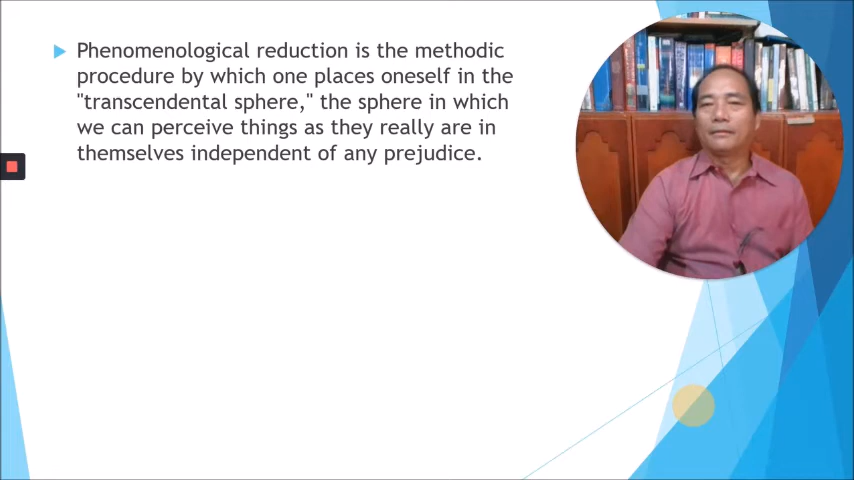 Phenomenological reduction is the methodic
procedure by which one places oneself in the
"transcendental sphere," the sphere in which
we can perceive things as they really are in
themselves independent of any prejudice.